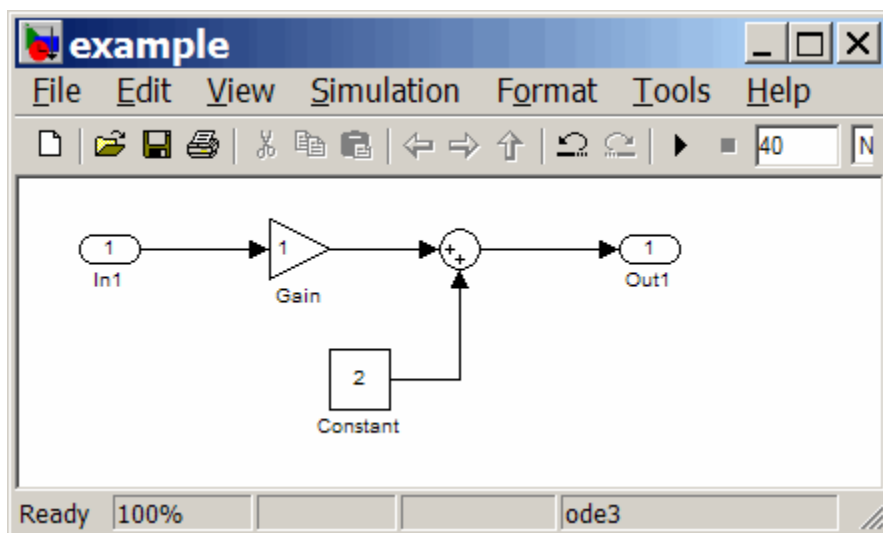 example
File Edit View Simulation Format Tools Help
40 N
1 1 + + 1
In1 Gain Out1
2
Constant
Ready 100% ode3